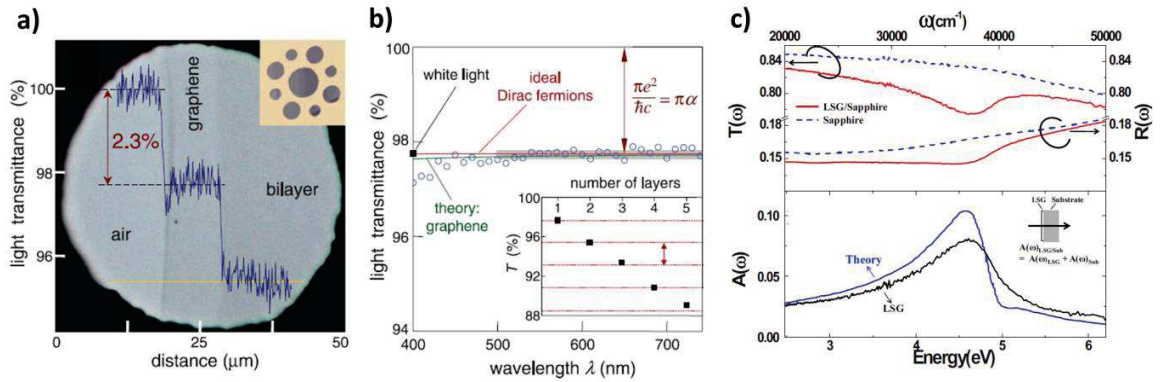 a)
100
98
96
light transmittance (%)
2.3%
graphene
air
bilayer
0
25
50
distance (μm)
b)
100
98
96
94
light transmittance (%)
white light
ideal
Dirac fermions
πe²/ħc = πα
theory:
graphene
number of layers
1 2 3 4 5
T (%)
96
92
88
400 500 600 700
wavelength λ (nm)
c)
ω(cm⁻¹)
20000 30000 40000 50000
T(ω)
0.84
0.80
0.18
0.15
LSG/Sapphire
Sapphire
0.84
0.80
0.18
0.15
R(ω)
A(ω)
0.10
0.05
0.00
Theory
LSG
LSG Substrate
A(ω)LSG/Sub
= A(ω)LSG + A(ω)Sub
3 4 5 6
Energy(eV)